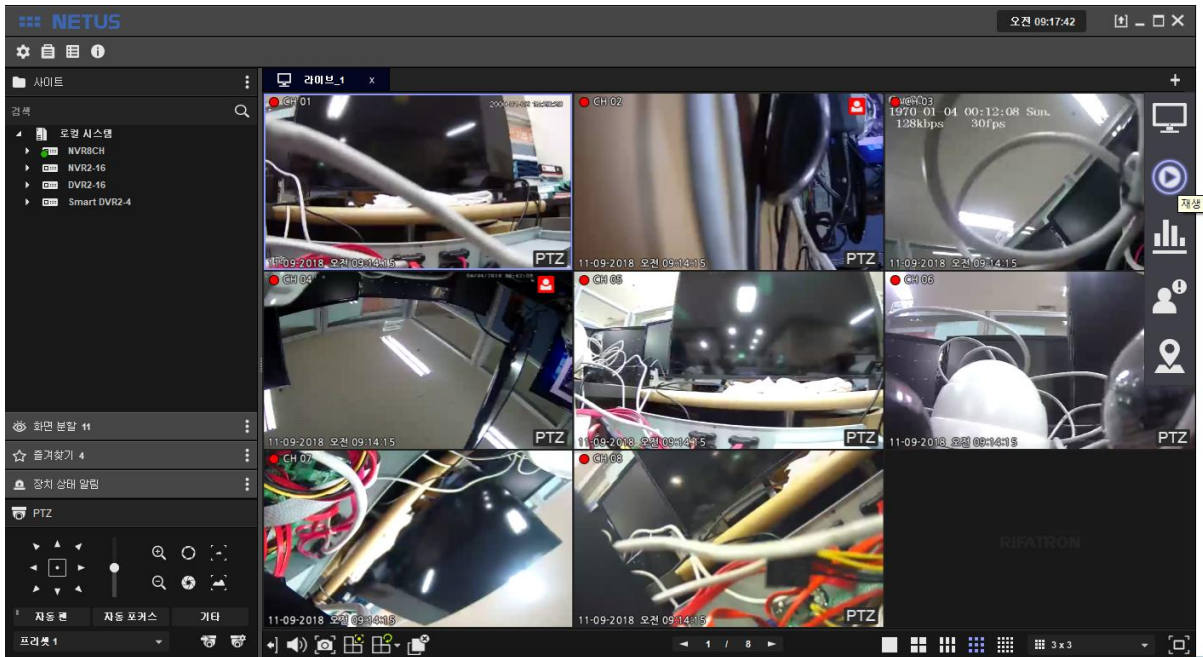 NETUS
오전 09:17:42
사이트
라이브_1 x
검색
로컬 시스템
NVR8CH
NVR2-16
DVR2-16
Smart DVR2-4
화면 분할 11
즐겨찾기 4
장치 상태 알림
PTZ
자동 팬
자동 포커스
기타
프리셋 1
CH 01
PTZ
11-09-2018 오전 09:14:15
CH 02
11-09-2018 오전 09:14:15
PTZ
CH 03
1970-01-04 00:12:08 Sun.
128kbps 30fps
11-09-2018 오전 09:14:15
재생
CH 04
11-09-2018 오전 09:14:15
PTZ
CH 05
11-09-2018 오전 09:14:15
PTZ
CH 06
11-09-2018 오전 09:14:15
PTZ
CH 07
11-09-2018 오전 09:14:15
CH 08
11-09-2018 오전 09:14:15
PTZ
RIFATRON
1 / 8
3 x 3